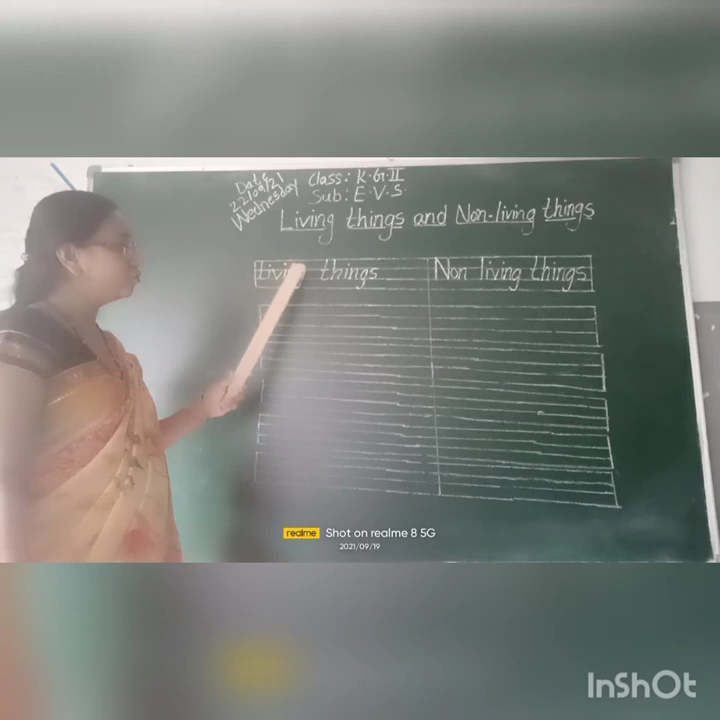 Date
22/09/21
Wednesday
Class: K.G.II
Sub: E.V.S.
Living things and Non-living things
Living things
Non living things
realme Shot on realme 8 5G
2021/09/19
InShOt